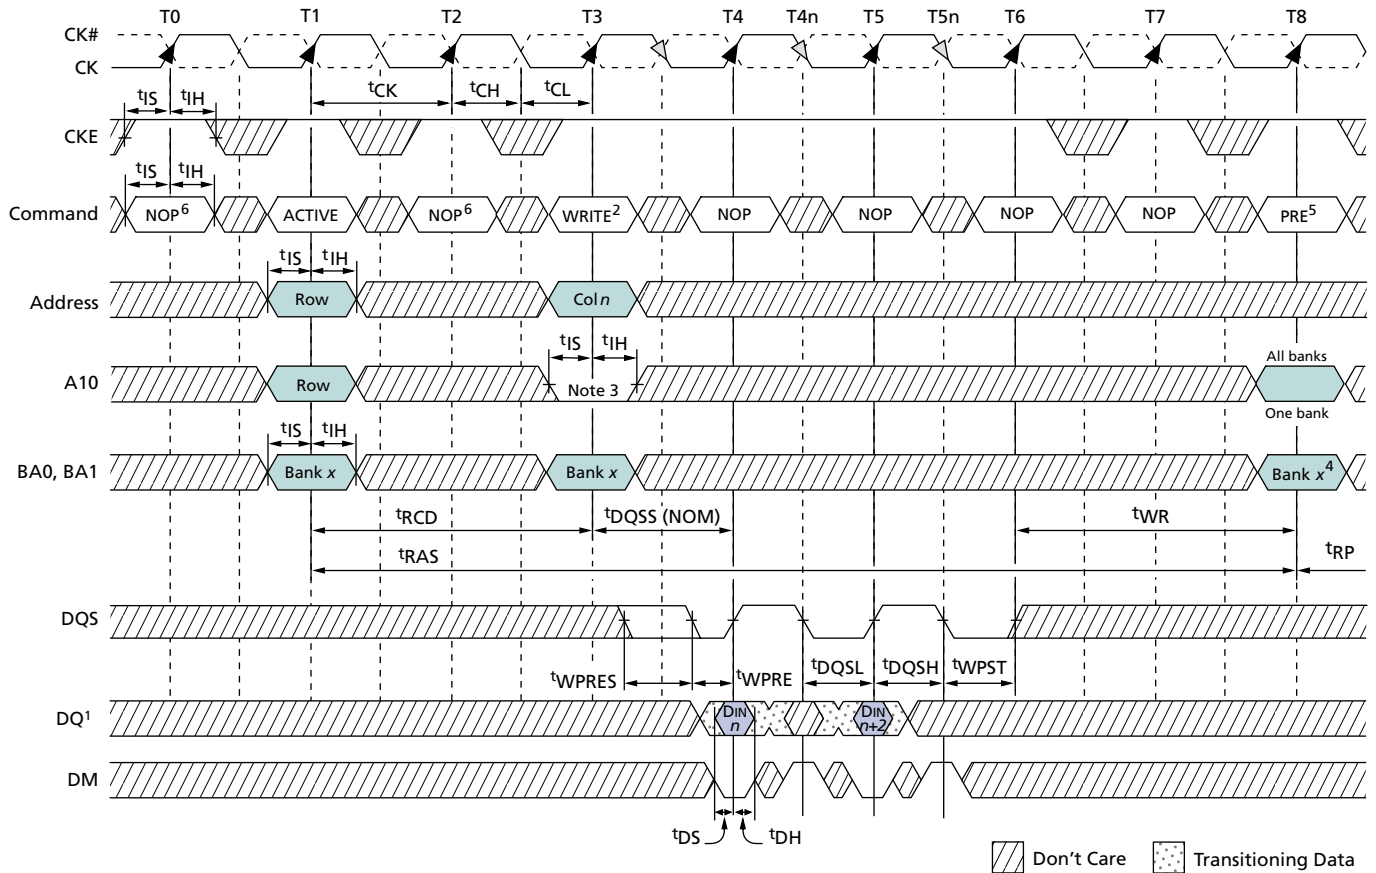 T0 T1 T2 T3 T4 T4n T5 T5n T6 T7 T8
CK#
CK
tIS tIH tCK tCH tCL
CKE
tIS tIH
Command NOP6 ACTIVE NOP6 WRITE2 NOP NOP NOP NOP PRE5
tIS tIH
Address Row Col n
tIS tIH All banks
A10 Row Note 3
One bank
tIS tIH
BA0, BA1 Bank x Bank x Bank x4
tRCD tDQSS (NOM) tWR
tRAS tRP
DQS
tWPRES tWPRE tDQSL tDQSH tWPST
DQ1 DIN DIN
n n+2
DM
tDS tDH
Don't Care Transitioning Data